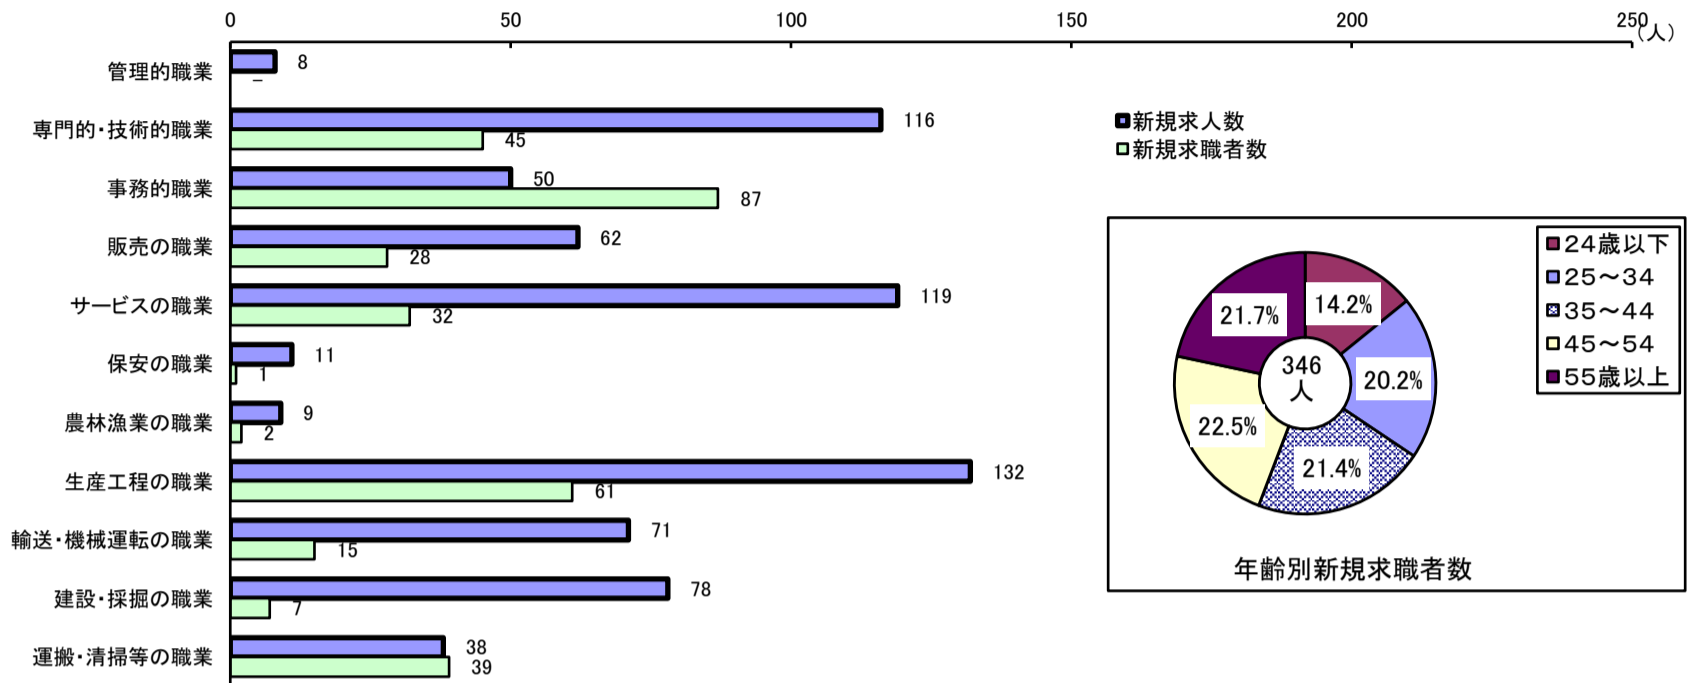 0 50 100 150 200 250
(人)
管理的職業 8
-
専門的・技術的職業 116
45
事務的職業 50
87
販売の職業 62
28
サービスの職業 119
32
保安の職業 11
1
農林漁業の職業 9
2
生産工程の職業 132
61
輸送・機械運転の職業 71
15
建設・採掘の職業 78
7
運搬・清掃等の職業 38
39
新規求人数
新規求職者数
24歳以下
25～34
35～44
45～54
55歳以上
14.2%
20.2%
21.4%
22.5%
21.7%
346
人
年齢別新規求職者数